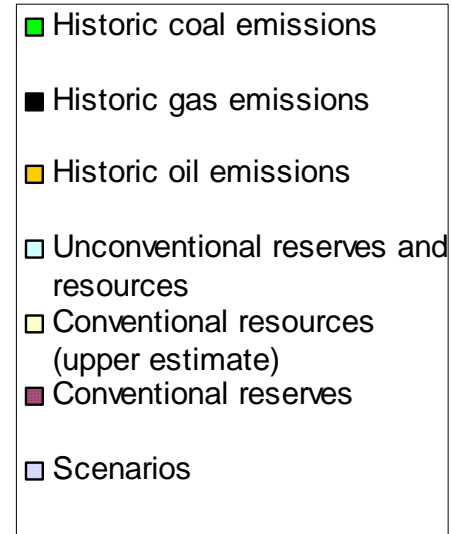 Historic coal emissions
Historic gas emissions
Historic oil emissions
Unconventional reserves and
resources
Conventional resources
(upper estimate)
Conventional reserves
Scenarios